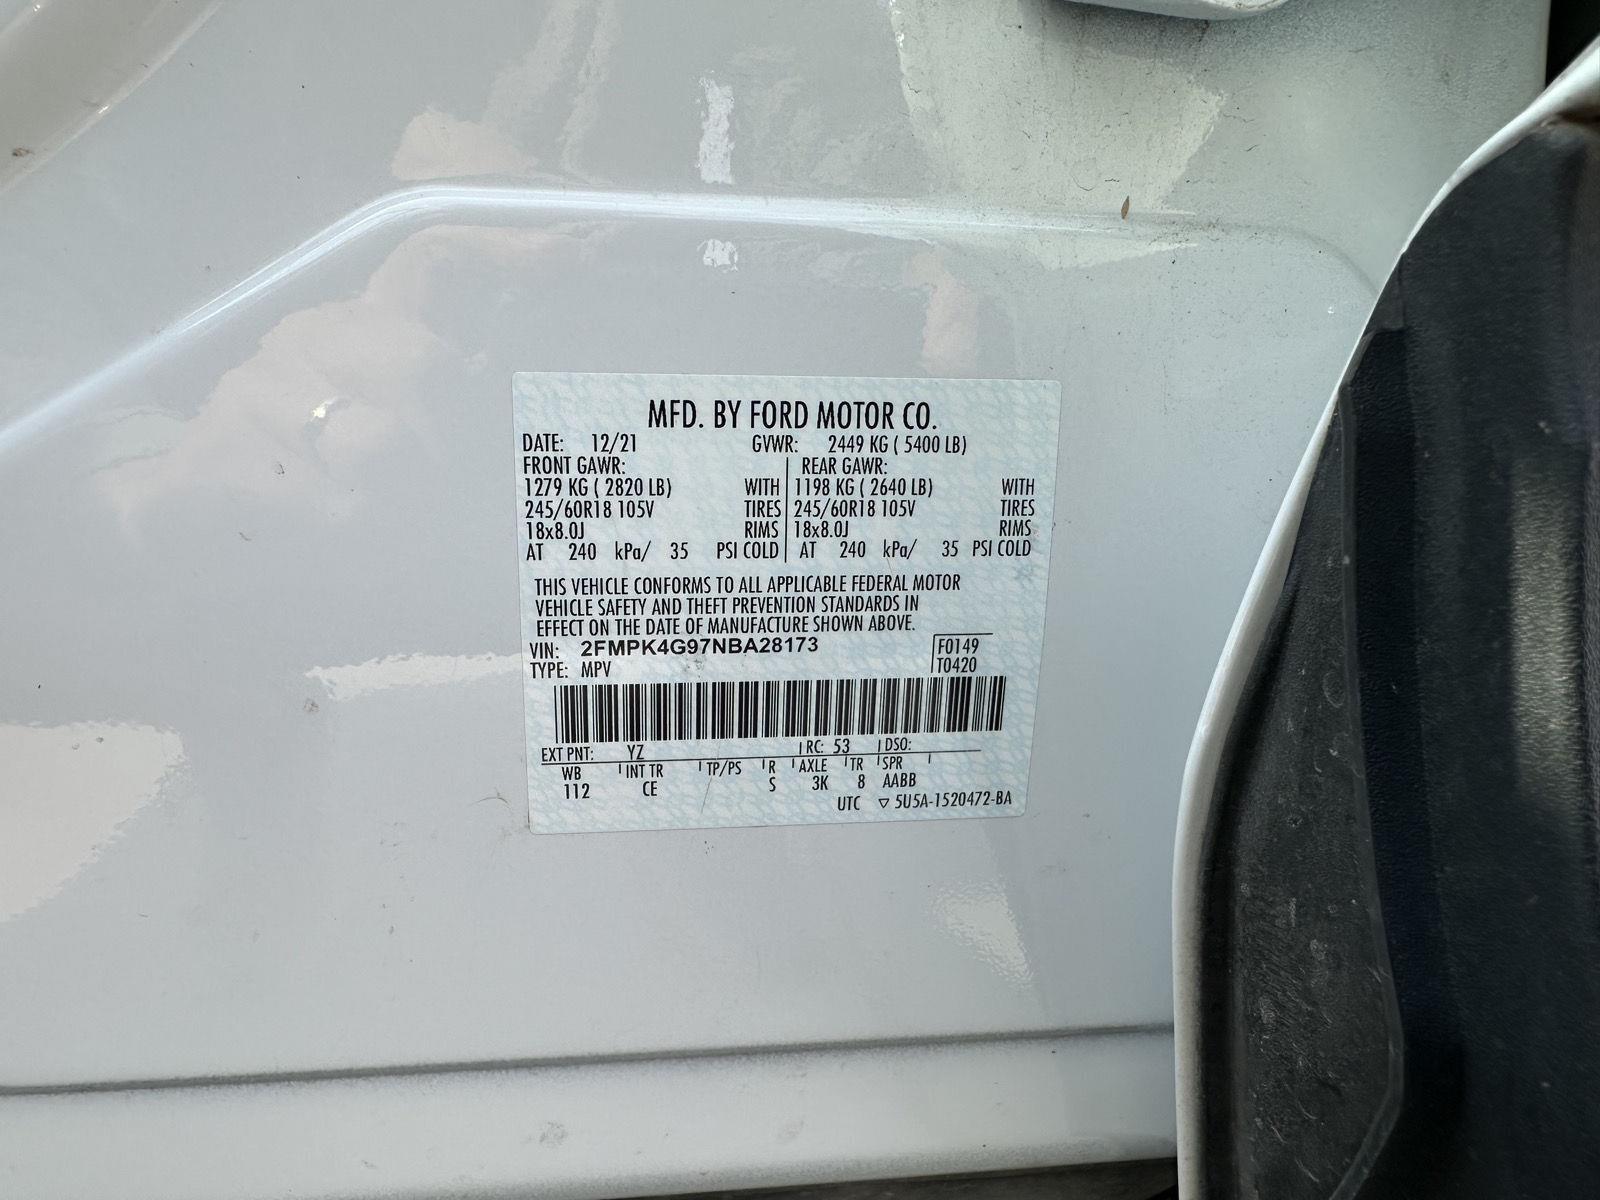 MFD. BY FORD MOTOR CO.
DATE: 12/21 GVWR: 2449 KG ( 5400 LB)
FRONT GAWR: REAR GAWR:
1279 KG ( 2820 LB) WITH 1198 KG ( 2640 LB) WITH
245/60R18 105V TIRES 245/60R18 105V TIRES
18x8.0J RIMS 18x8.0J RIMS
AT 240 kPa/ 35 PSI COLD AT 240 kPa/ 35 PSI COLD
THIS VEHICLE CONFORMS TO ALL APPLICABLE FEDERAL MOTOR
VEHICLE SAFETY AND THEFT PREVENTION STANDARDS IN
EFFECT ON THE DATE OF MANUFACTURE SHOWN ABOVE.
VIN: 2FMPK4G97NBA28173 F0149
TYPE: MPV T0420
EXT PNT: YZ RC: 53 DSO:
WB INT TR TP/PS R AXLE TR SPR
112 CE S 3K 8 AABB
UTC ▽ 5U5A-1520472-BA